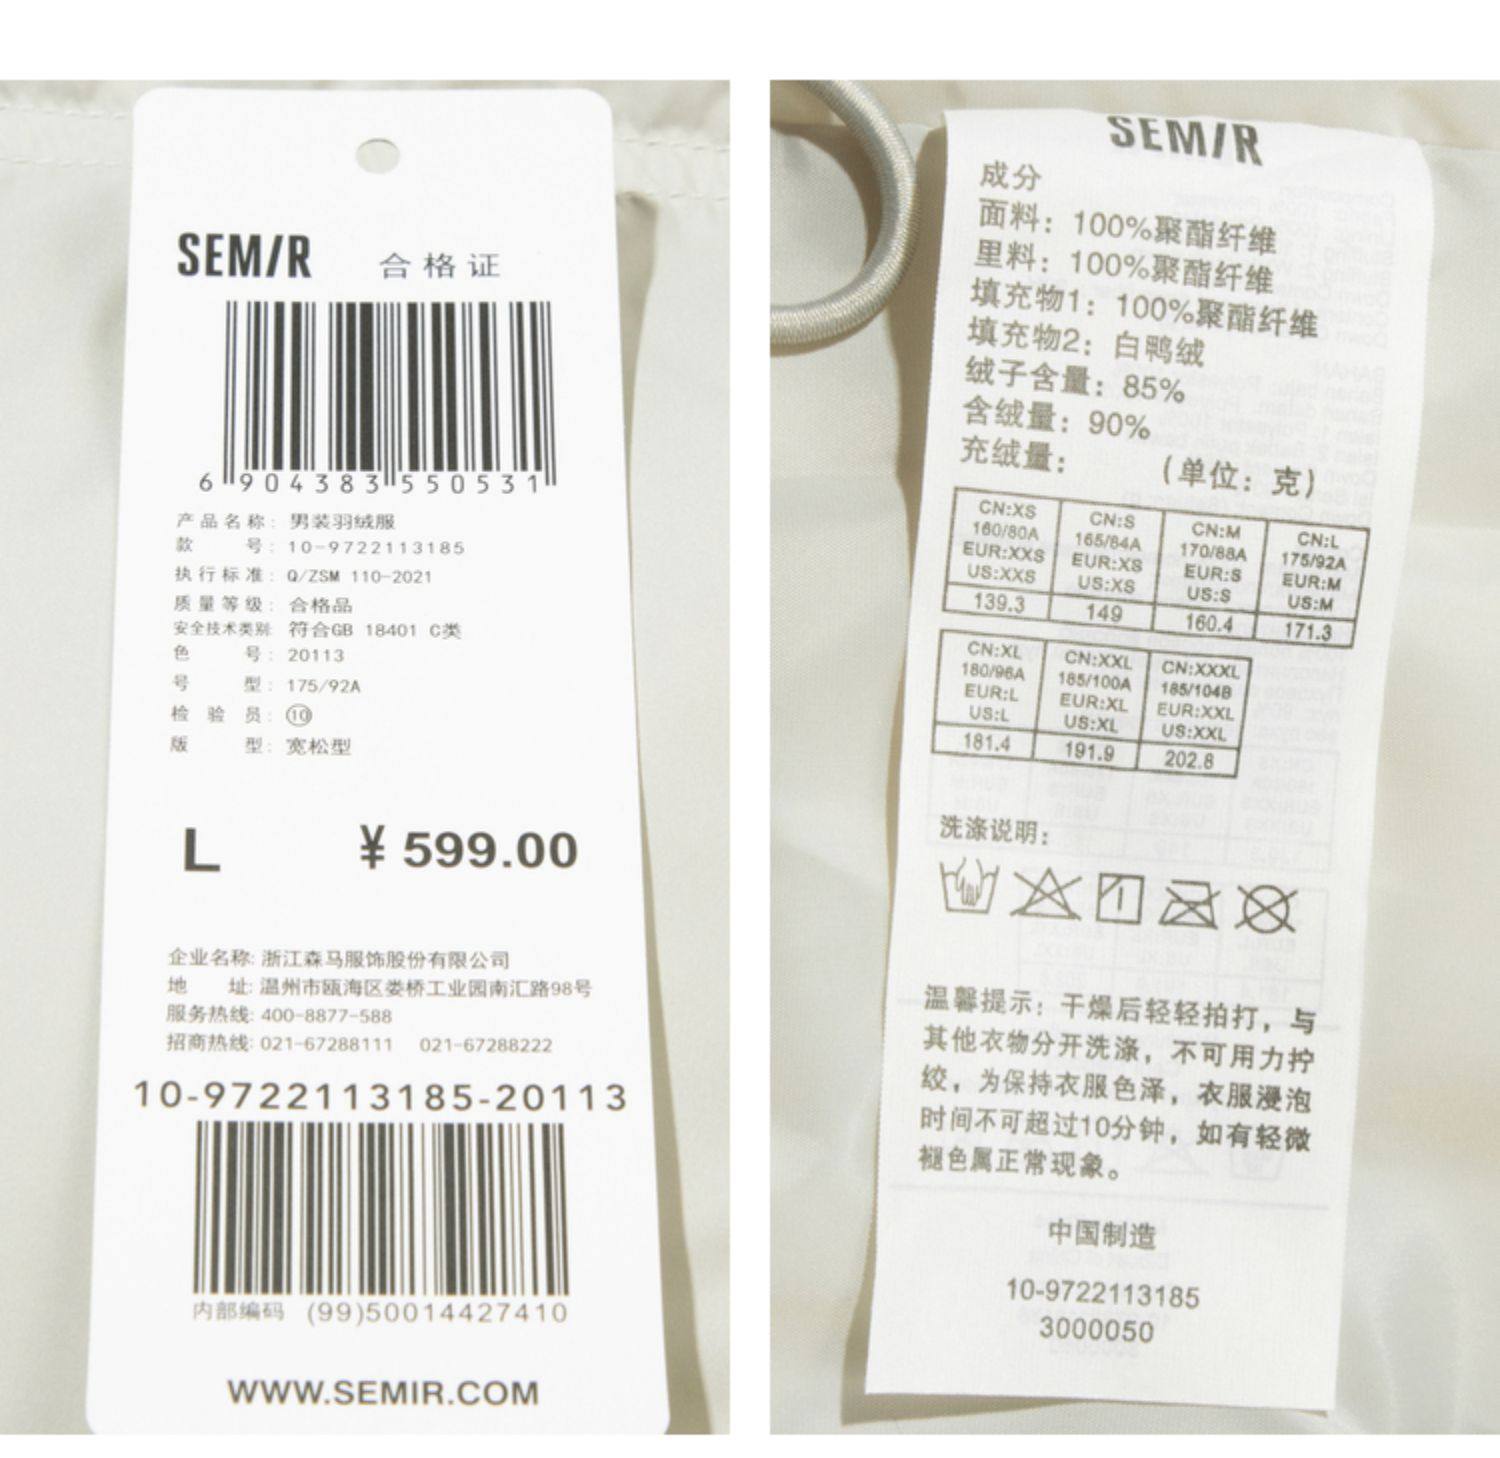 SEMIR
合格证
6 904383 550531
产品名称: 男装羽绒服
款 号: 10-9722113185
执行标准: Q/ZSM 110-2021
质量等级: 合格品
安全技术类别: 符合GB 18401 C类
色 号: 20113
号 型: 175/92A
检 验 员: ⑩
版 型: 宽松型
L ¥ 599.00
企业名称: 浙江森马服饰股份有限公司
地 址: 温州市瓯海区娄桥工业园南汇路98号
服务热线: 400-8877-588
招商热线: 021-67288111 021-67288222
10-9722113185-20113
内部编码 (99)50014427410
WWW.SEMIR.COM
SEMIR
成分
面料: 100%聚酯纤维
里料: 100%聚酯纤维
填充物1: 100%聚酯纤维
填充物2: 白鸭绒
绒子含量: 85%
含绒量: 90%
充绒量: (单位: 克)
CN:XS CN:S CN:M CN:L
160/80A 165/84A 170/88A 175/92A
EUR:XXS EUR:XS EUR:S EUR:M
US:XXS US:XS US:S US:M
139.3 149 160.4 171.3
CN:XL CN:XXL CN:XXXL
180/96A 185/100A 185/104B
EUR:L EUR:XL EUR:XXL
US:L US:XL US:XXL
181.4 191.9 202.8
洗涤说明:
温馨提示: 干燥后轻轻拍打, 与
其他衣物分开洗涤, 不可用力拧
绞, 为保持衣服色泽, 衣服浸泡
时间不可超过10分钟, 如有轻微
褪色属正常现象。
中国制造
10-9722113185
3000050